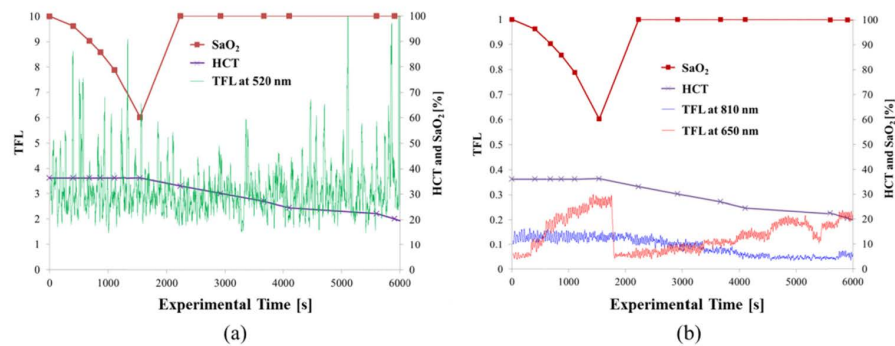 10
9
8
7
6
5
4
3
2
1
0
TFL
SaO₂
HCT
TFL at 520 nm
100
90
80
70
60
50
40
30
20
10
0
HCT and SaO₂[%]
0 1000 2000 3000 4000 5000 6000
Experimental Time [s]
(a)
1
0.9
0.8
0.7
0.6
0.5
0.4
0.3
0.2
0.1
0
TFL
SaO₂
HCT
TFL at 810 nm
TFL at 650 nm
100
90
80
70
60
50
40
30
20
10
0
HCT and SaO₂ [%]
0 1000 2000 3000 4000 5000 6000
Experimental Time [s]
(b)